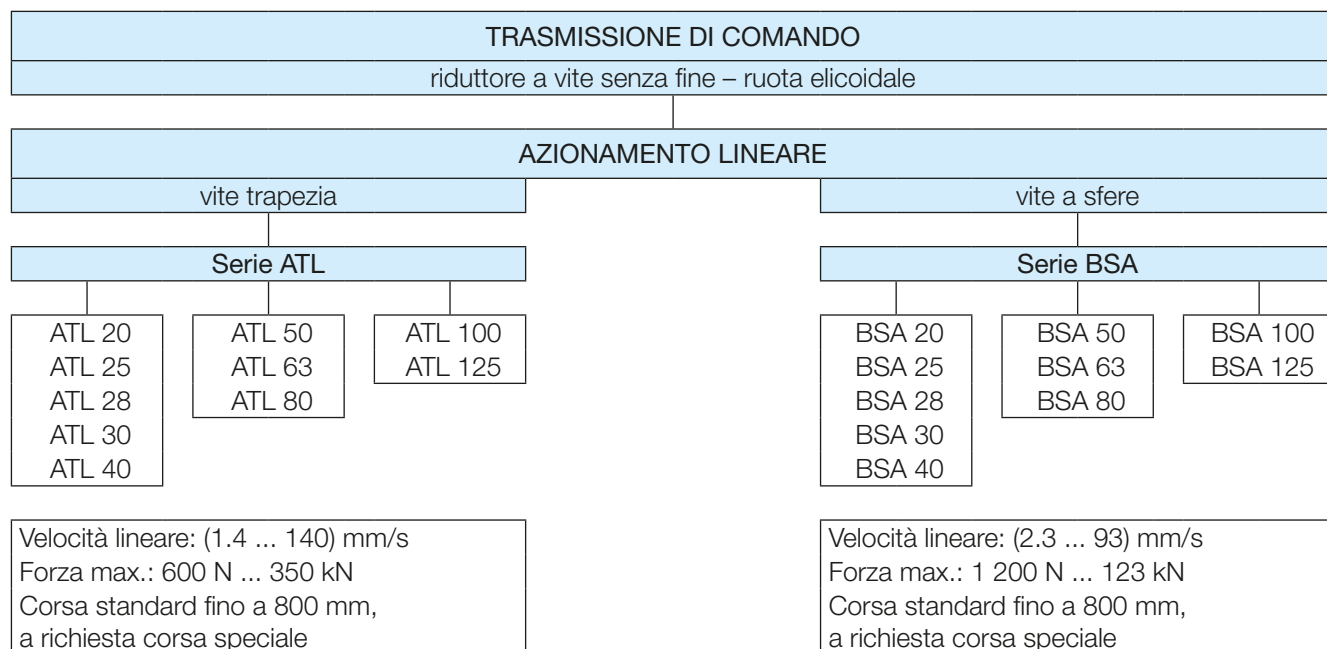 TRASMISSIONE DI COMANDO
riduttore a vite senza fine – ruota elicoidale
AZIONAMENTO LINEARE
vite trapezia
vite a sfere
Serie ATL
Serie BSA
ATL 20
ATL 25
ATL 28
ATL 30
ATL 40
ATL 50
ATL 63
ATL 80
ATL 100
ATL 125
BSA 20
BSA 25
BSA 28
BSA 30
BSA 40
BSA 50
BSA 63
BSA 80
BSA 100
BSA 125
Velocità lineare: (1.4 ... 140) mm/s
Forza max.: 600 N ... 350 kN
Corsa standard fino a 800 mm,
a richiesta corsa speciale
Velocità lineare: (2.3 ... 93) mm/s
Forza max.: 1 200 N ... 123 kN
Corsa standard fino a 800 mm,
a richiesta corsa speciale